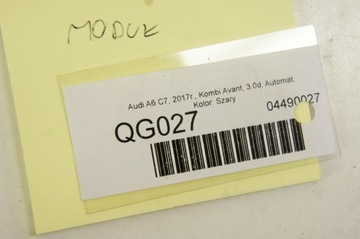 MODUŁ
Audi A6 C7, 2017r., Kombi Avant. 3.0d. Automat.
Kolor: Szary
QG027
04490027